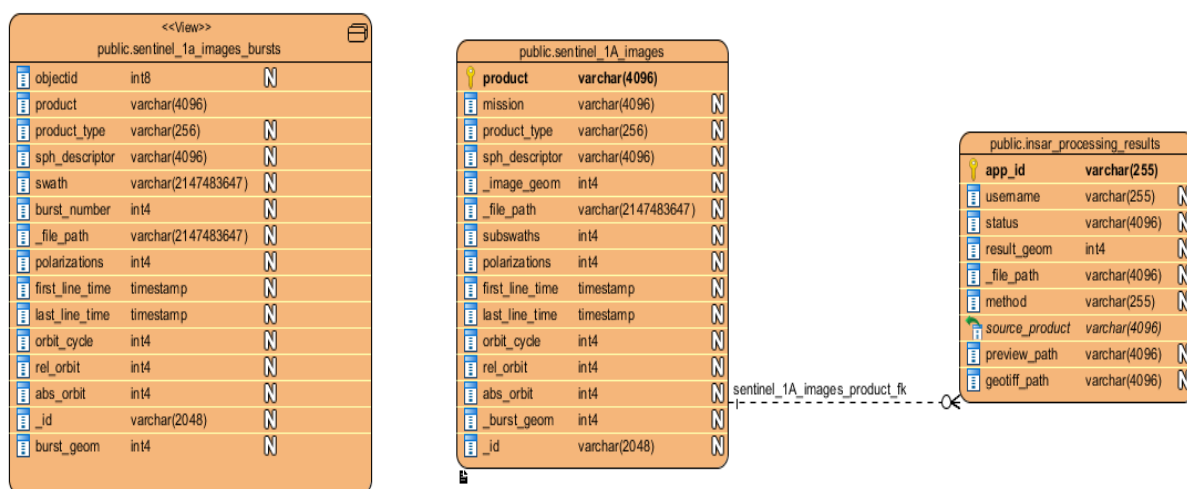 <<View>>
public.sentinel_1a_images_bursts
objectid int8 N
product varchar(4096)
product_type varchar(256) N
sph_descriptor varchar(4096) N
swath varchar(2147483647) N
burst_number int4 N
_file_path varchar(2147483647) N
polarizations int4 N
first_line_time timestamp N
last_line_time timestamp N
orbit_cycle int4 N
rel_orbit int4 N
abs_orbit int4 N
_id varchar(2048) N
burst_geom int4 N
public.sentinel_1A_images
product varchar(4096)
mission varchar(4096) N
product_type varchar(256) N
sph_descriptor varchar(4096) N
_image_geom int4 N
_file_path varchar(2147483647) N
subswaths int4 N
polarizations int4 N
first_line_time timestamp N
last_line_time timestamp N
orbit_cycle int4 N
rel_orbit int4 N
abs_orbit int4 N
_burst_geom int4 N
_id varchar(2048) N
sentinel_1A_images_product_fk
public.insar_processing_results
app_id varchar(255)
username varchar(255) N
status varchar(4096) N
result_geom int4 N
_file_path varchar(4096) N
method varchar(255) N
source_product varchar(4096)
preview_path varchar(4096) N
geotiff_path varchar(4096) N